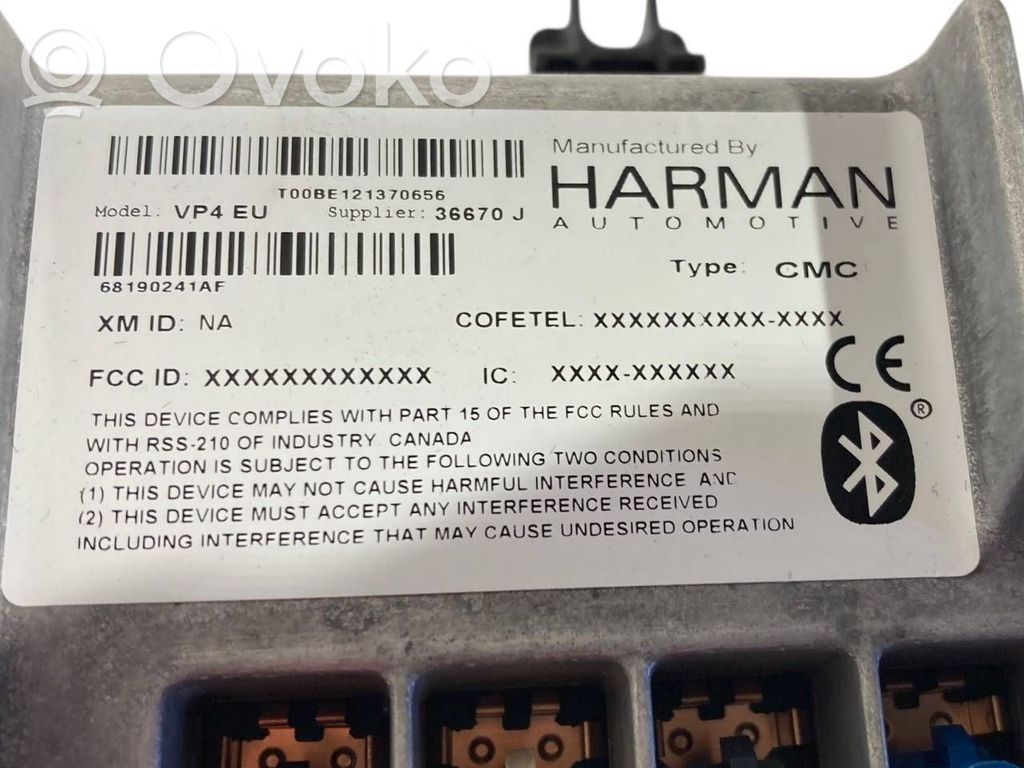 Ovoko
Manufactured By
HARMAN
AUTOMOTIVE
T00BE121370656
Model: VP4 EU Supplier: 36670 J
68190241AF
Type: CMC
XM ID: NA COFETEL: XXXXXXXXXX-XXXX
FCC ID: XXXXXXXXXXXX IC: XXXX-XXXXXX
CE
THIS DEVICE COMPLIES WITH PART 15 OF THE FCC RULES AND
WITH RSS-210 OF INDUSTRY CANADA
OPERATION IS SUBJECT TO THE FOLLOWING TWO CONDITIONS
(1) THIS DEVICE MAY NOT CAUSE HARMFUL INTERFERENCE AND
(2) THIS DEVICE MUST ACCEPT ANY INTERFERENCE RECEIVED
INCLUDING INTERFERENCE THAT MAY CAUSE UNDESIRED OPERATION
®